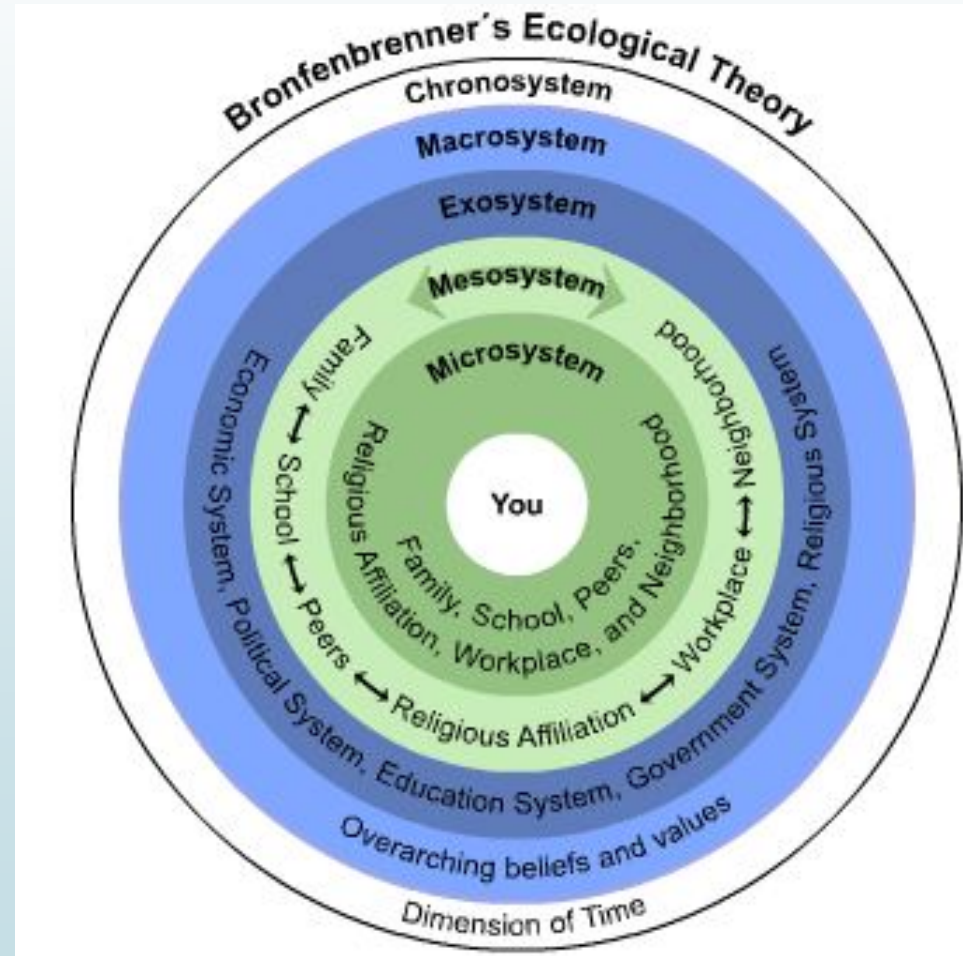 Bronfenbrenner´s Ecological Theory
Chronosystem
Macrosystem
Exosystem
Mesosystem
Family ↔ School ↔ Peers ↔ Religious Affiliation ↔ Workplace ↔ Neighborhood
Microsystem
You
Family, School, Peers,
Religious Affiliation, Workplace, and Neighborhood
Economic System, Political System, Education System, Government System, Religious System
Overarching beliefs and values
Dimension of Time